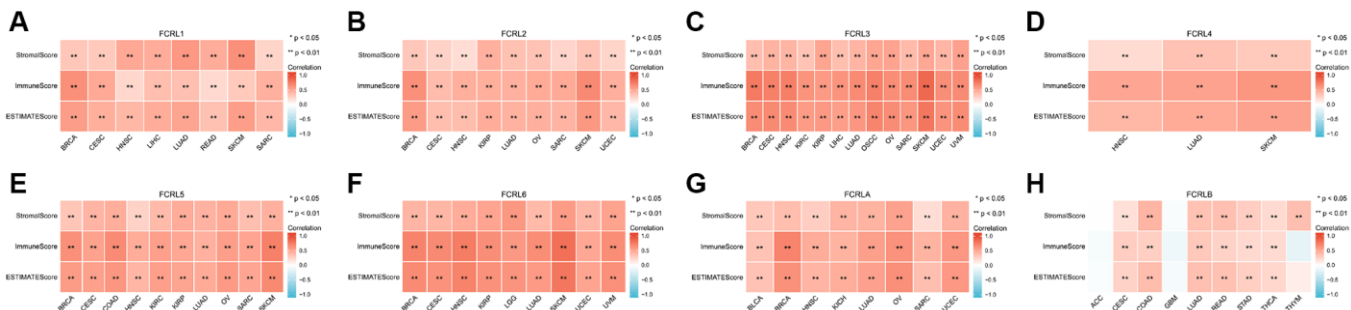 A
FCRL1
StromalScore
ImmuneScore
ESTIMATEScore
BRCA
CESC
HNSC
LIHC
LUAD
READ
SKCM
SARC
* p < 0.05
** p < 0.01
Correlation
1.0
0.5
0.0
−0.5
−1.0
B
FCRL2
StromalScore
ImmuneScore
ESTIMATEScore
BRCA
CESC
HNSC
KIRP
LUAD
OV
SARC
SKCM
UCEC
* p < 0.05
** p < 0.01
Correlation
1.0
0.5
0.0
−0.5
−1.0
C
FCRL3
StromalScore
ImmuneScore
ESTIMATEScore
BRCA
CESC
HNSC
KIRC
KIRP
LIHC
LUAD
OSCC
OV
SARC
SKCM
UCEC
UVM
* p < 0.05
** p < 0.01
Correlation
1.0
0.5
0.0
−0.5
−1.0
D
FCRL4
StromalScore
ImmuneScore
ESTIMATEScore
HNSC
LUAD
SKCM
* p < 0.05
** p < 0.01
Correlation
1.0
0.5
0.0
−0.5
−1.0
E
FCRL5
StromalScore
ImmuneScore
ESTIMATEScore
BRCA
CESC
COAD
HNSC
KIRC
KIRP
LUAD
OV
SARC
SKCM
* p < 0.05
** p < 0.01
Correlation
1.0
0.5
0.0
−0.5
−1.0
F
FCRL6
StromalScore
ImmuneScore
ESTIMATEScore
BRCA
CESC
HNSC
KIRP
LGG
LUAD
SKCM
UCEC
UVM
* p < 0.05
** p < 0.01
Correlation
1.0
0.5
0.0
−0.5
−1.0
G
FCRLA
StromalScore
ImmuneScore
ESTIMATEScore
BLCA
BRCA
HNSC
KICH
LUAD
OV
SARC
UCEC
* p < 0.05
** p < 0.01
Correlation
1.0
0.5
0.0
−0.5
−1.0
H
FCRLB
StromalScore
ImmuneScore
ESTIMATEScore
ACC
CESC
COAD
GBM
LUAD
READ
STAD
THCA
THYM
* p < 0.05
** p < 0.01
Correlation
1.0
0.5
0.0
−0.5
−1.0